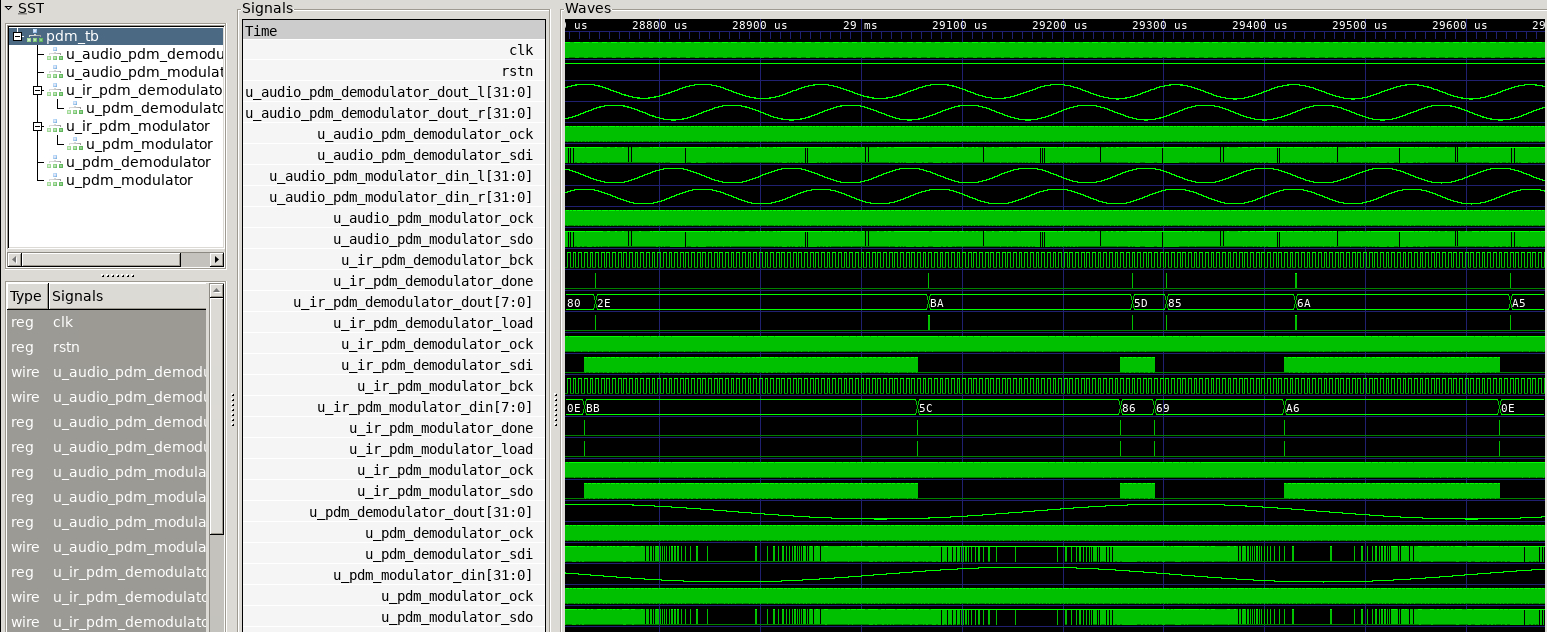 SST
pdm_tb
u_audio_pdm_demodu
u_audio_pdm_modulat
u_ir_pdm_demodulato
u_pdm_demodulato
u_ir_pdm_modulator
u_pdm_modulator
u_pdm_demodulator
u_pdm_modulator
Type Signals
reg clk
reg rstn
wire u_audio_pdm_demodu
wire u_audio_pdm_demodu
reg u_audio_pdm_demodu
reg u_audio_pdm_demodu
reg u_audio_pdm_modula
reg u_audio_pdm_modula
reg u_audio_pdm_modula
wire u_audio_pdm_modula
reg u_ir_pdm_demodulato
wire u_ir_pdm_demodulato
wire u_ir_pdm_demodulato
Signals
Time
clk
rstn
u_audio_pdm_demodulator_dout_l[31:0]
u_audio_pdm_demodulator_dout_r[31:0]
u_audio_pdm_demodulator_ock
u_audio_pdm_demodulator_sdi
u_audio_pdm_modulator_din_l[31:0]
u_audio_pdm_modulator_din_r[31:0]
u_audio_pdm_modulator_ock
u_audio_pdm_modulator_sdo
u_ir_pdm_demodulator_bck
u_ir_pdm_demodulator_done
u_ir_pdm_demodulator_dout[7:0]
u_ir_pdm_demodulator_load
u_ir_pdm_demodulator_ock
u_ir_pdm_demodulator_sdi
u_ir_pdm_modulator_bck
u_ir_pdm_modulator_din[7:0]
u_ir_pdm_modulator_done
u_ir_pdm_modulator_load
u_ir_pdm_modulator_ock
u_ir_pdm_modulator_sdo
u_pdm_demodulator_dout[31:0]
u_pdm_demodulator_ock
u_pdm_demodulator_sdi
u_pdm_modulator_din[31:0]
u_pdm_modulator_ock
u_pdm_modulator_sdo
Waves
us 28800 us 28900 us 29 ms 29100 us 29200 us 29300 us 29400 us 29500 us 29600 us 29
80 2E BA 5D 85 6A A5
0E BB 5C 86 69 A6 0E